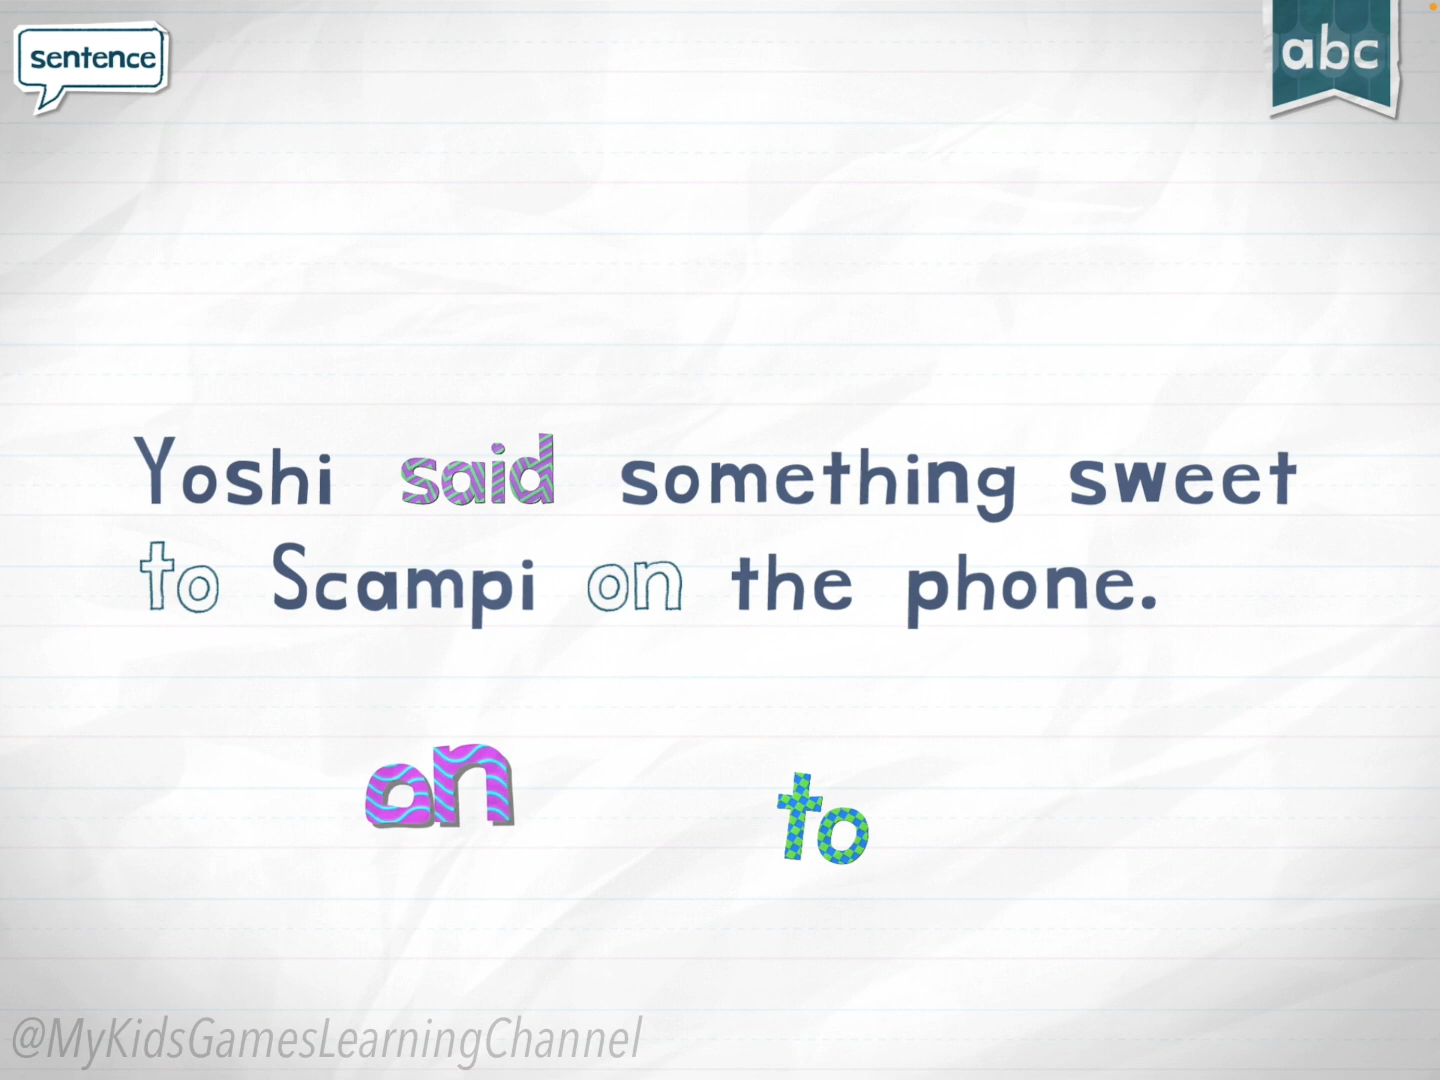 sentence
abc
Yoshi said something sweet
to Scampi on the phone.
on
to
@MyKidsGamesLearningChannel